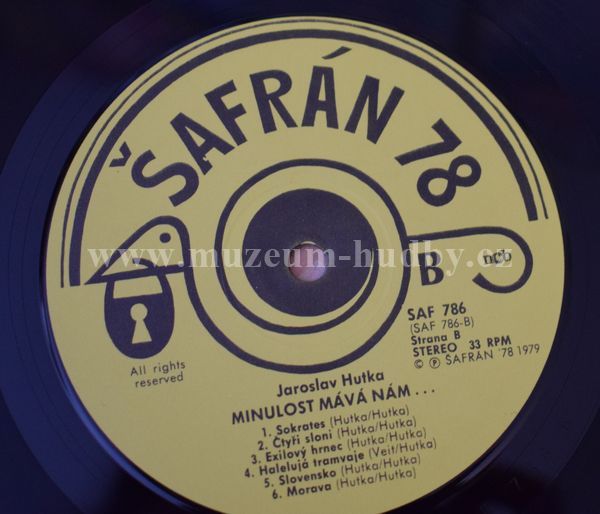 ŠAFRÁN 78
www.muzeum-hudby.cz
B
ncb
All rights
reserved
SAF 786
(SAF 786-B)
Strana B
STEREO 33 RPM
© Ⓟ ŠAFRÁN '78 1979
Jaroslav Hutka
MINULOST MÁVÁ NÁM . . .
1. Sokrates (Hutka/Hutka)
2. Čtyři sloni (Hutka/Hutka)
3. Exilový hrnec (Hutka/Hutka)
4. Halelujá tramvaje (Veit/Hutka)
5. Slovensko (Hutka/Hutka)
6. Morava (Hutka/Hutka)